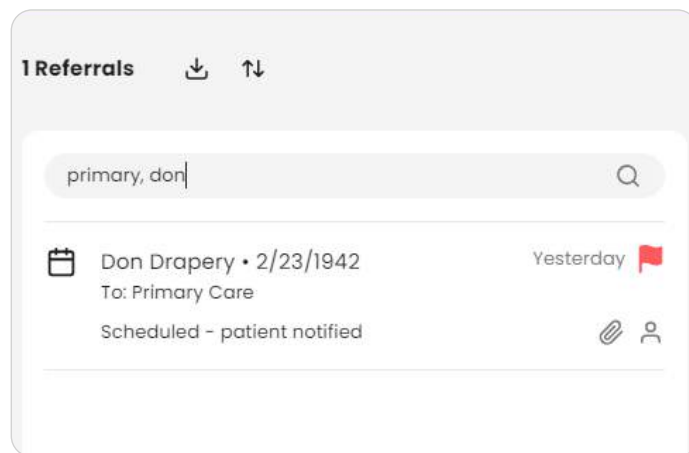 1 Referrals
primary, don
Don Drapery • 2/23/1942
Yesterday
To: Primary Care
Scheduled - patient notified